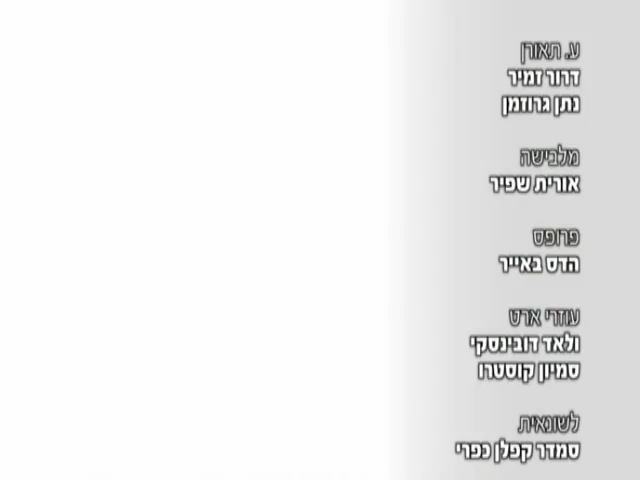 ע. תאורן
דרור זמיר
נתן גרוזמן
מלבישה
אורית שפיר
פרופס
הדס באייר
עוזרי ארט
ולאד דובינסקי
סמיון קוסטרו
לשונאית
סמדר קפלן כפרי